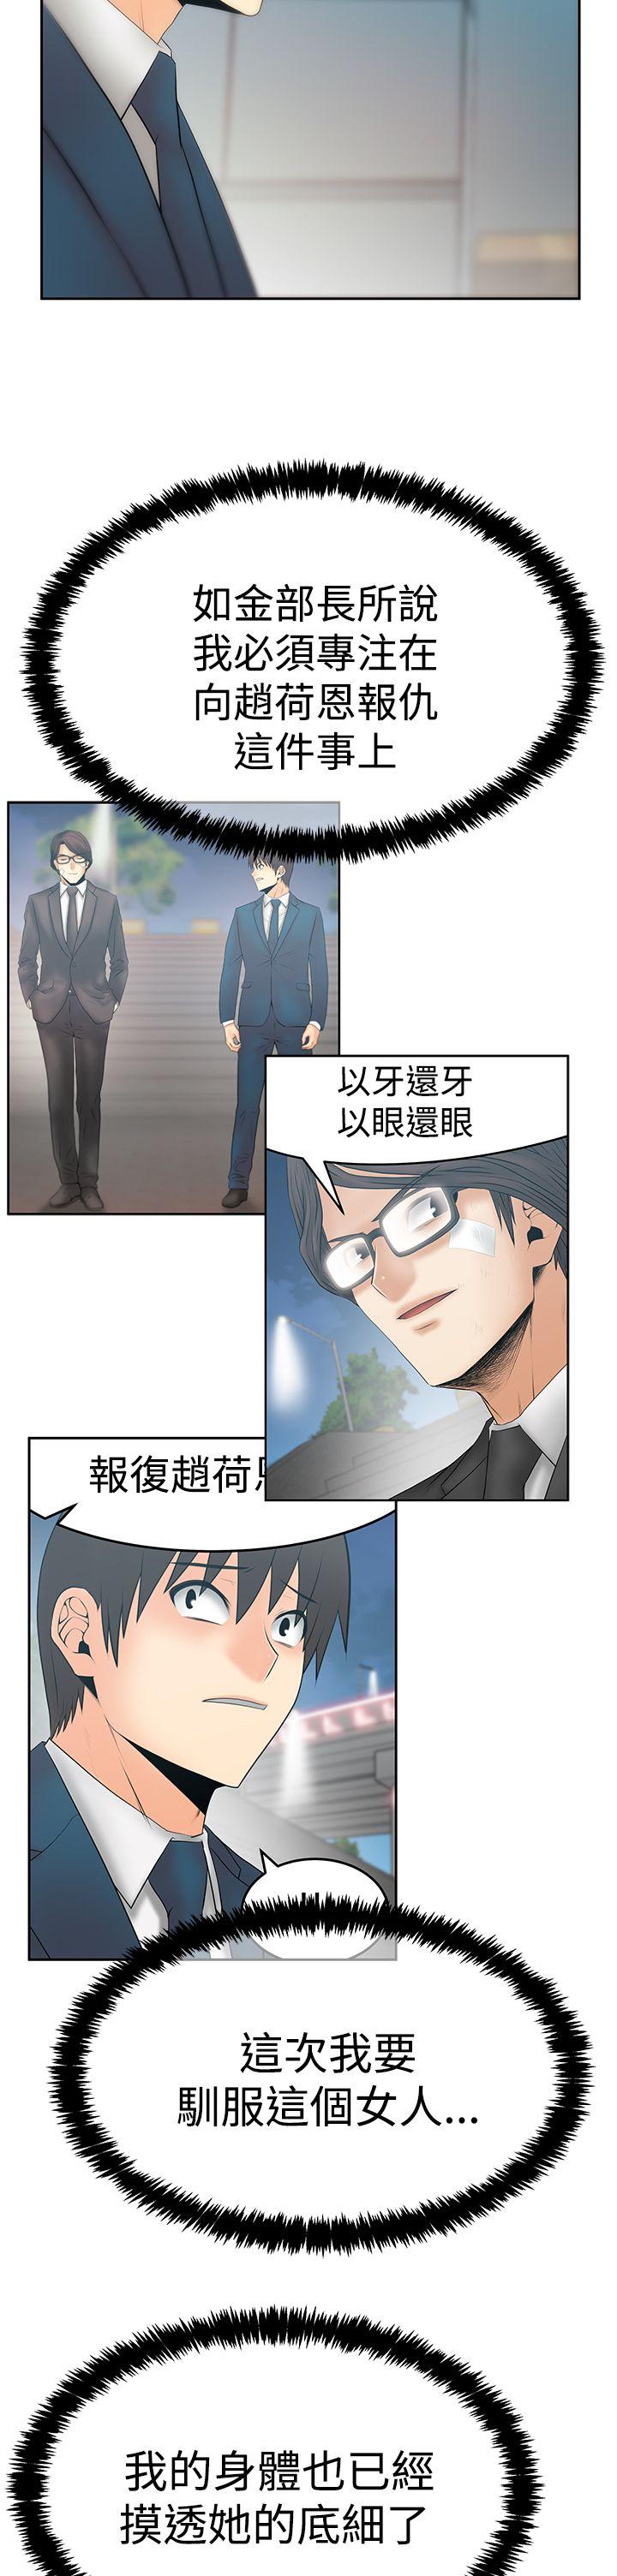 如金部長所說
我必須專注在
向趙荷恩報仇
這件事上
以牙還牙
以眼還眼
報復趙荷
這次我要
馴服這個女人...
我的身體也已經
摸透她的底細了